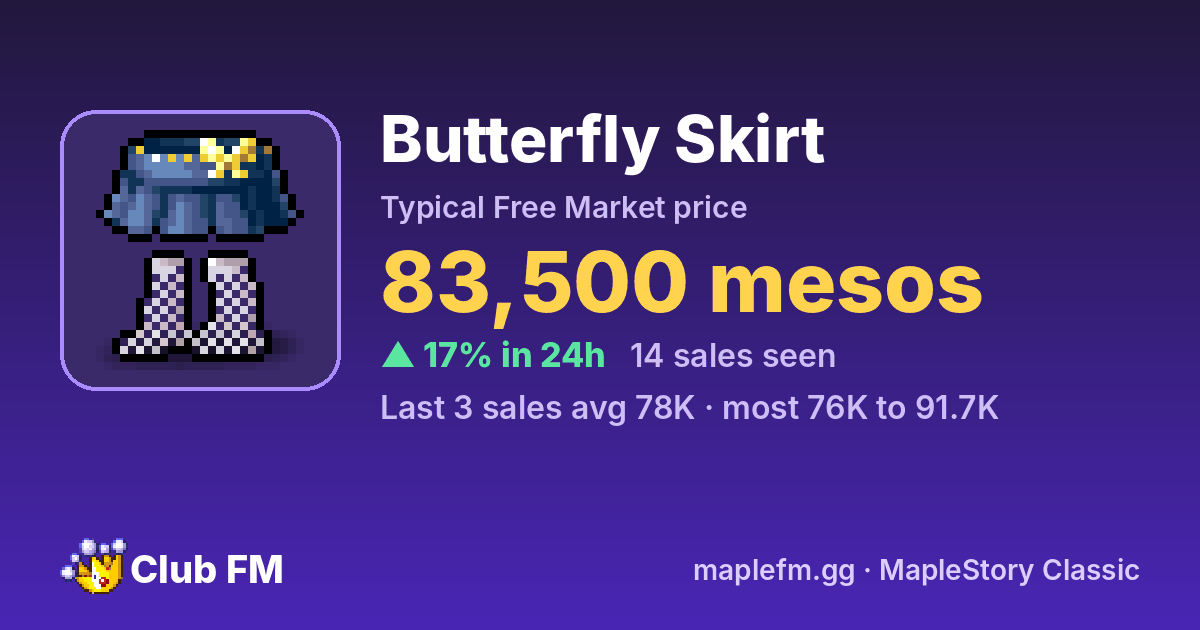 Butterfly Skirt
Typical Free Market price
83,500 mesos
▲ 17% in 24h 14 sales seen
Last 3 sales avg 78K · most 76K to 91.7K
Club FM
maplefm.gg · MapleStory Classic